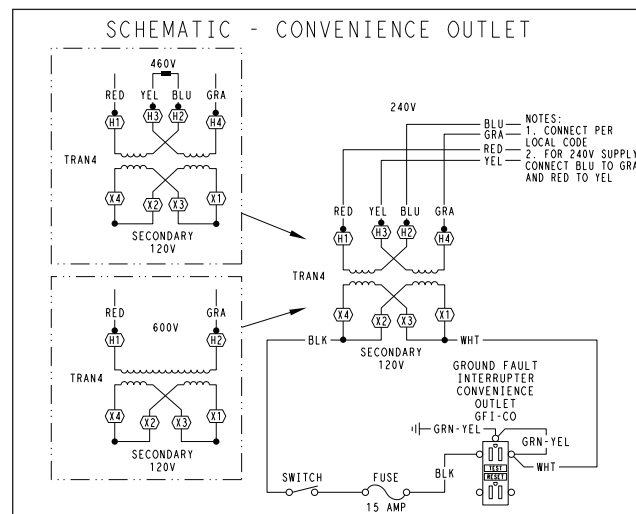 SCHEMATIC - CONVENIENCE OUTLET
460V
RED YEL BLU GRA
H1 H3 H2 H4
TRAN4
X4 X2 X3 X1
SECONDARY
120V
RED GRA
600V
H1 H2
TRAN4
X4 X2 X3 X1
SECONDARY
120V
240V
BLU
GRA
RED
YEL
NOTES:
1. CONNECT PER
LOCAL CODE
2. FOR 240V SUPPLY
CONNECT BLU TO GRA
AND RED TO YEL
RED YEL BLU GRA
H1 H3 H2 H4
TRAN4
X4 X2 X3 X1
BLK
WHT
SECONDARY
120V
GROUND FAULT
INTERRUPTER
CONVENIENCE
OUTLET
GFI-CO
GRN-YEL
GRN-YEL
WHT
BLK
TEST
RESET
SWITCH
FUSE
15 AMP